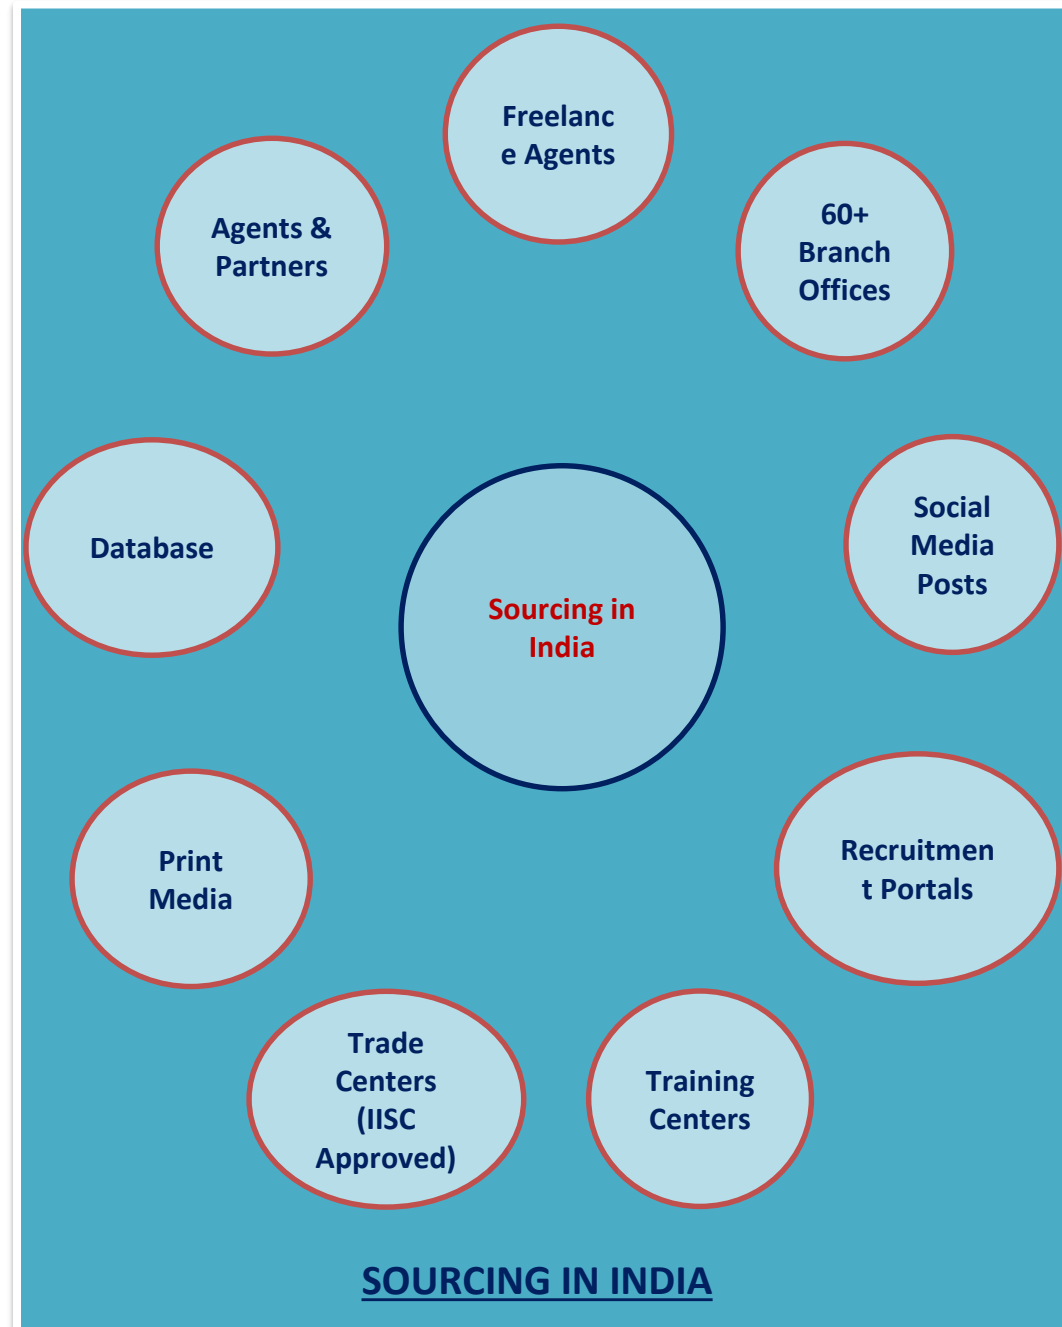 Freelanc
e Agents
60+
Branch
Offices
Social
Media
Posts
Recruitmen
t Portals
Training
Centers
Trade
Centers
(IISC
Approved)
Print
Media
Database
Agents &
Partners
Sourcing in
India
SOURCING IN INDIA